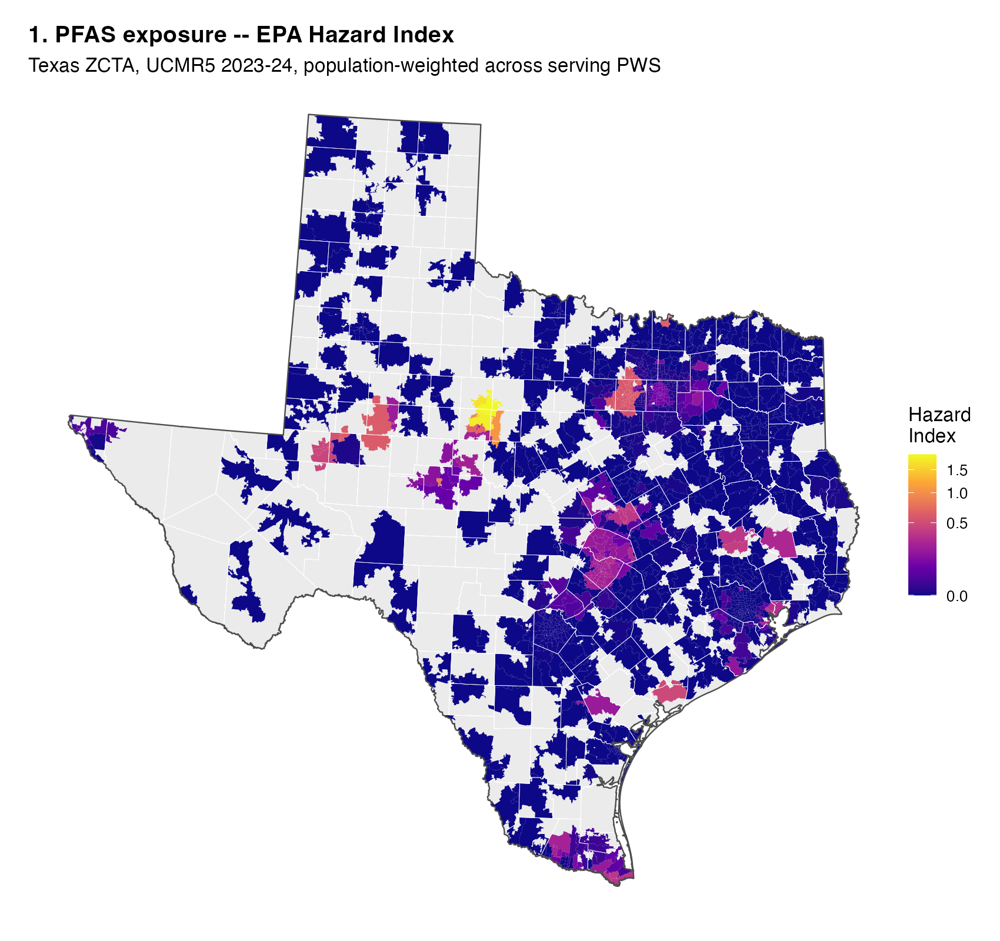 1. PFAS exposure -- EPA Hazard Index
Texas ZCTA, UCMR5 2023-24, population-weighted across serving PWS
Hazard
Index
1.5
1.0
0.5
0.0